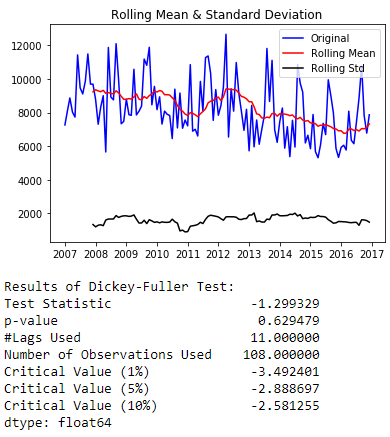 Rolling Mean & Standard Deviation
Original
Rolling Mean
Rolling Std
12000
10000
8000
6000
4000
2000
2007 2008 2009 2010 2011 2012 2013 2014 2015 2016 2017
Results of Dickey-Fuller Test:
Test Statistic -1.299329
p-value 0.629479
#Lags Used 11.000000
Number of Observations Used 108.000000
Critical Value (1%) -3.492401
Critical Value (5%) -2.888697
Critical Value (10%) -2.581255
dtype: float64